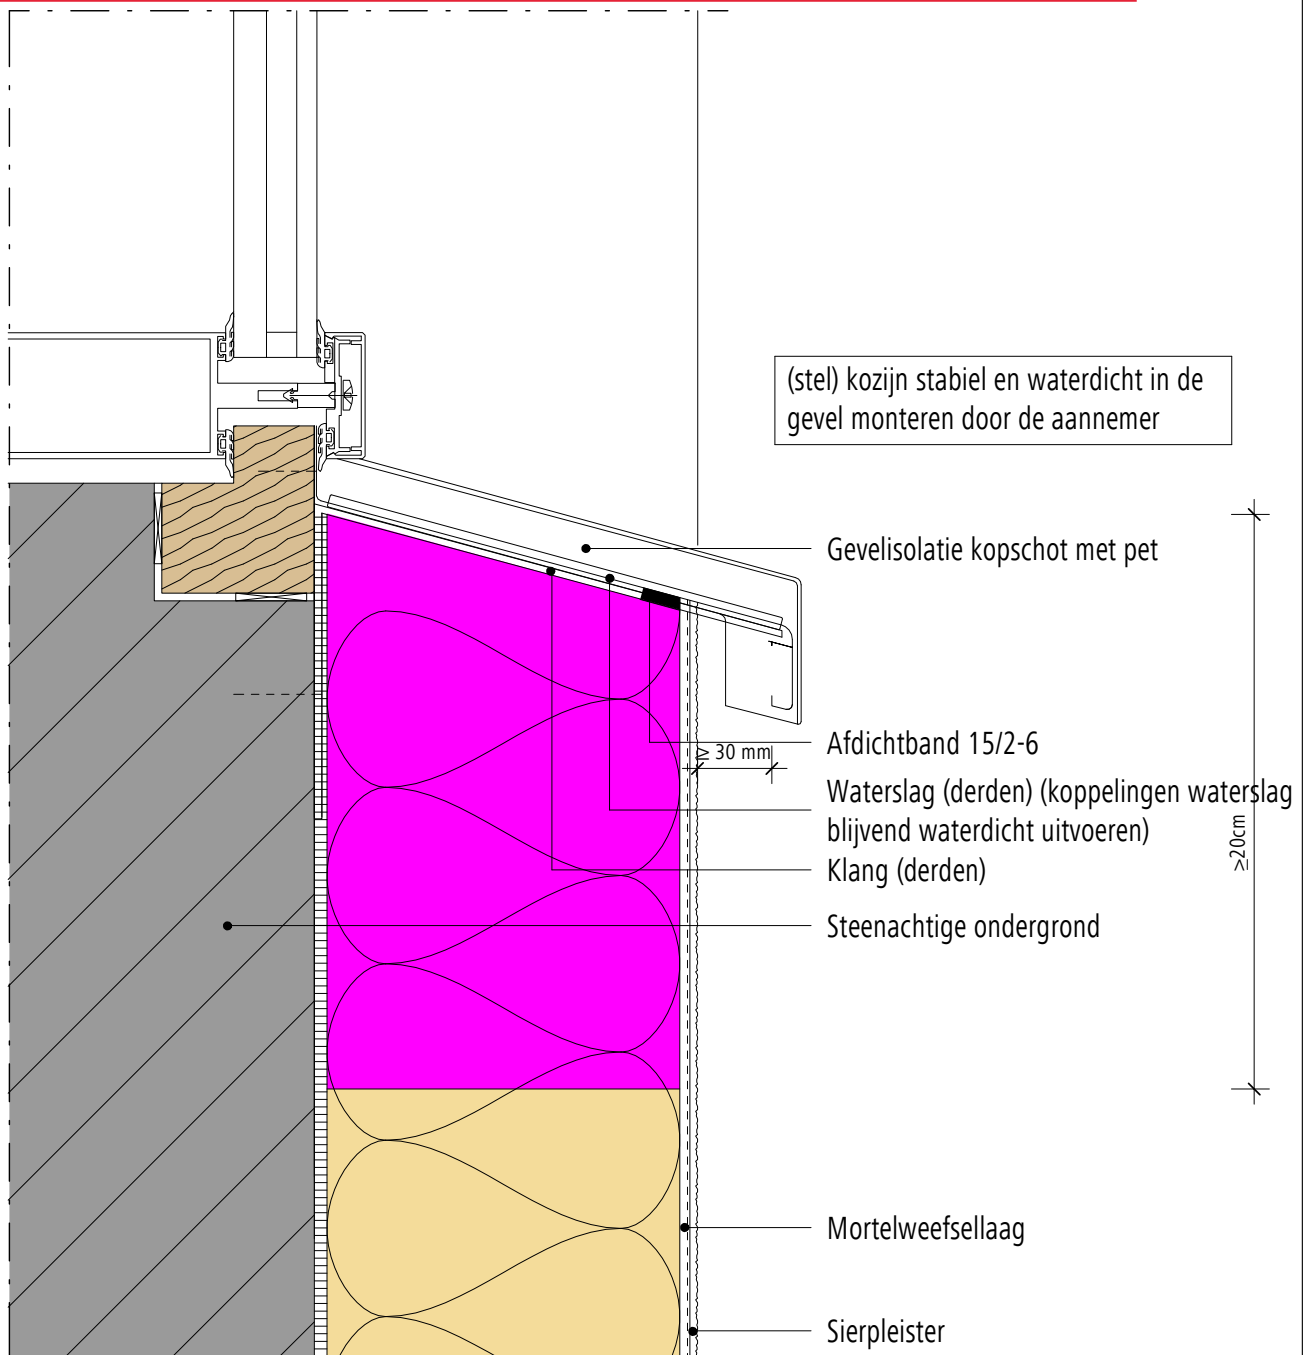 (stel) kozijn stabiel en waterdicht in de
gevel monteren door de aannemer
Gevelisolatie kopschot met pet
Afdichtband 15/2-6
≥ 30 mm
Waterslag (derden) (koppelingen waterslag
blijvend waterdicht uitvoeren)
≥20cm
Klang (derden)
Steenachtige ondergrond
Mortelweefsellaag
Sierpleister